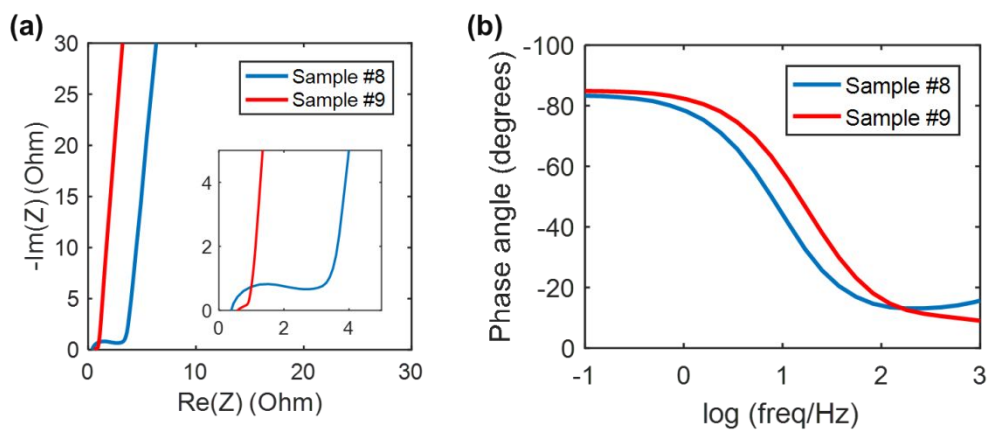 (a)
30
25
20
15
10
5
0
-Im(Z) (Ohm)
0 10 20 30
Re(Z) (Ohm)
Sample #8
Sample #9
4
2
0
0 2 4
(b)
-100
-80
-60
-40
-20
0
Phase angle (degrees)
-1 0 1 2 3
log (freq/Hz)
Sample #8
Sample #9